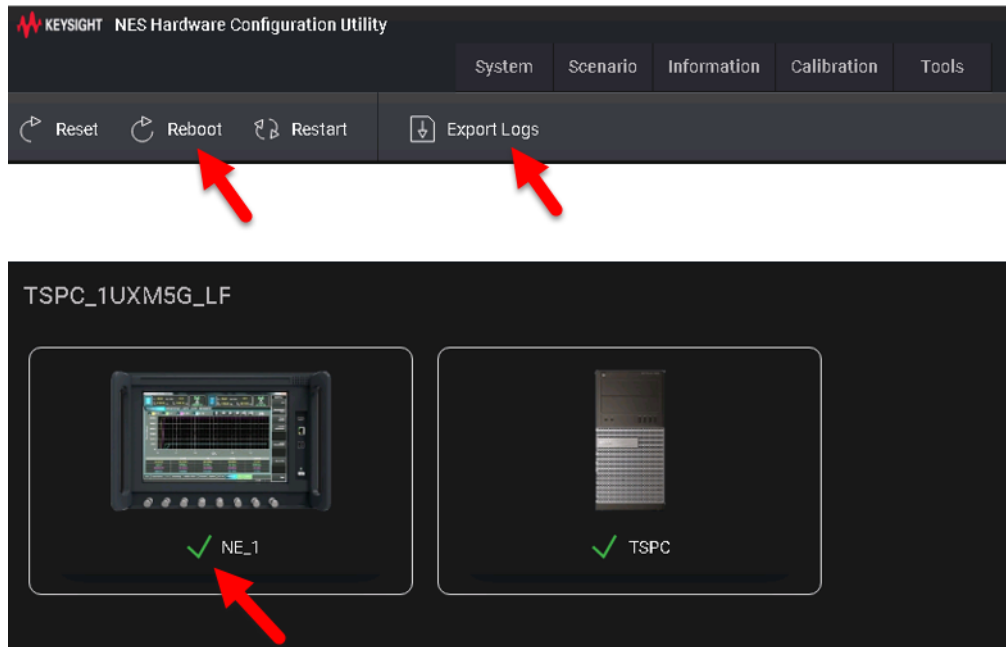 KEYSIGHT NES Hardware Configuration Utility
System Scenario Information Calibration Tools
Reset Reboot Restart Export Logs
TSPC_1UXM5G_LF
NE_1 TSPC